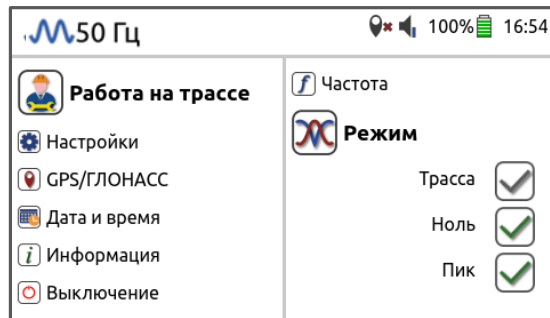 50 Гц 100% 16:54
Работа на трассе
Настройки
GPS/ГЛОНАСС
Дата и время
i Информация
Выключение
f Частота
Режим
Трасса
Ноль
Пик